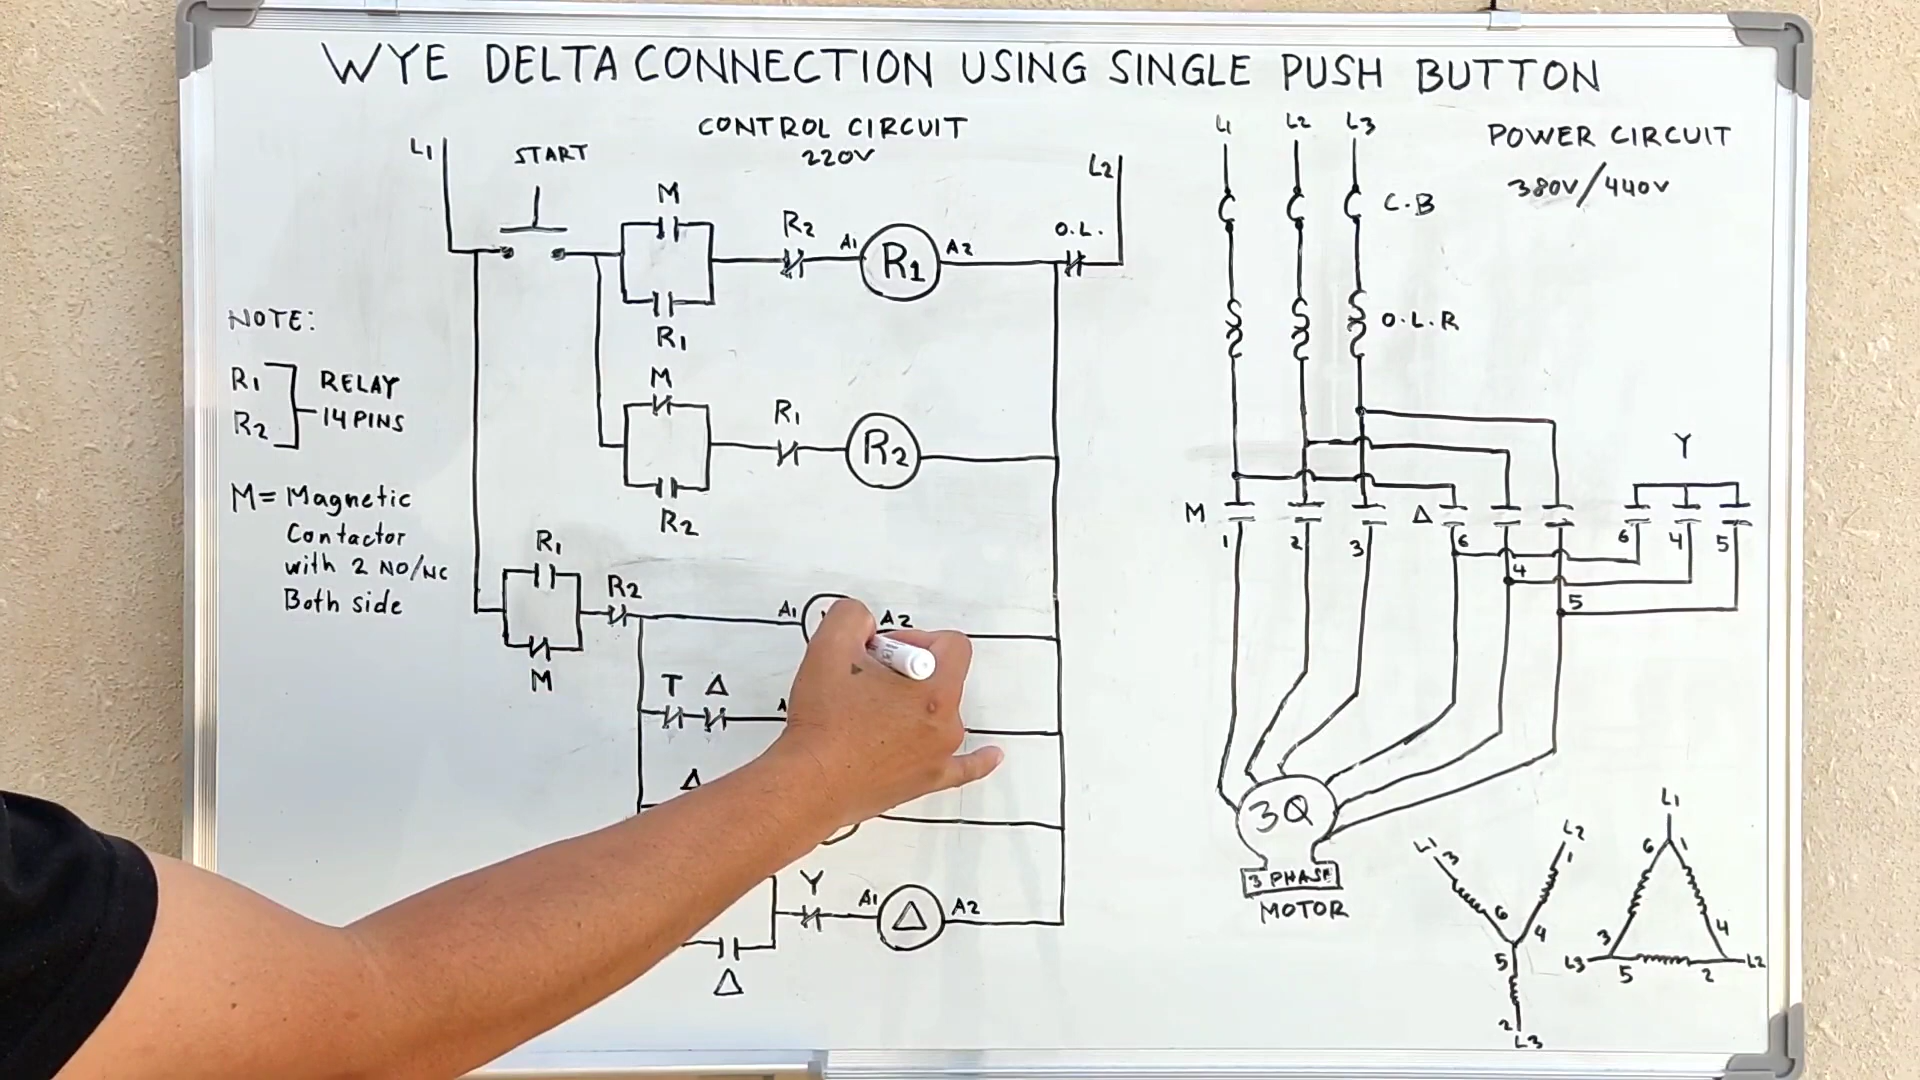 WYE DELTA CONNECTION USING SINGLE PUSH BUTTON
CONTROL CIRCUIT
220V
L1
START
L2
M
R2
A1
R1
A2
O.L.
R1
M
R1
R2
R2
NOTE:
R1
R2
RELAY
14 PINS
M = Magnetic
Contactor
with 2 NO/NC
Both side
R1
R2
A1
A2
M
T Δ
Δ
Y
A1
Δ
A2
Δ
POWER CIRCUIT
380V/440V
L1 L2 L3
C.B
O.L.R
Y
M
Δ
1 2 3
6
4
5
6 4 5
3Q
3 PHASE
MOTOR
L2
1
6
4
5
2
L3
L1
6 1
3 4
L3 5 2 L2